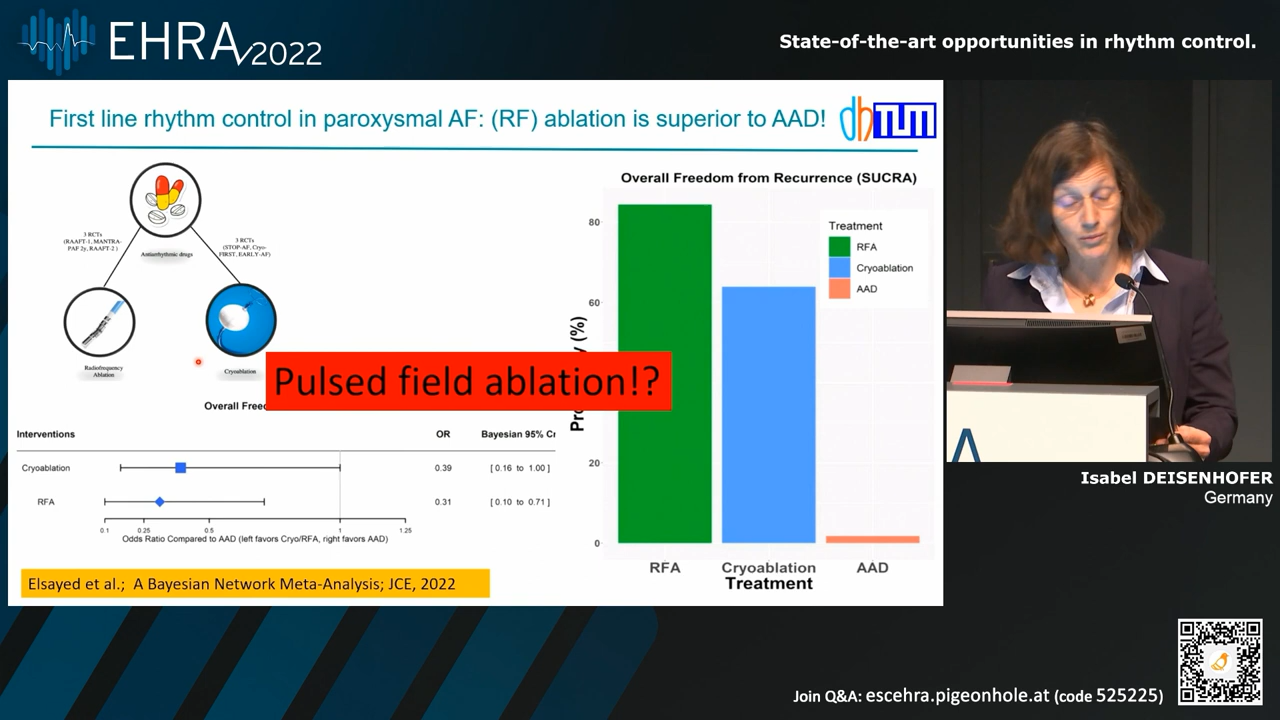 EHRA 2022
State-of-the-art opportunities in rhythm control.
First line rhythm control in paroxysmal AF: (RF) ablation is superior to AAD!
dh TUM
3 RCTs
(RAAFT-1, MANTRA-
PAF 2y, RAAFT-2 )
3 RCTs
(STOP-AF, Cryo-
FIRST, EARLY-AF)
Antiarrhythmic drugs
Radiofrequency
Ablation
Cryoablation
Pulsed field ablation!?
Overall Free
Interventions OR Bayesian 95% Cr
Cryoablation 0.39 [ 0.16 to 1.00 ]
RFA 0.31 [ 0.10 to 0.71 ]
0.1 0.25 0.5 1 1.25
Odds Ratio Compared to AAD (left favors Cryo/RFA, right favors AAD)
Elsayed et al.; A Bayesian Network Meta-Analysis; JCE, 2022
Overall Freedom from Recurrence (SUCRA)
Treatment
RFA
Cryoablation
AAD
80
60
20
0
(%)
RFA Cryoablation AAD
Treatment
Isabel DEISENHOFER
Germany
Join Q&A: escehra.pigeonhole.at (code 525225)